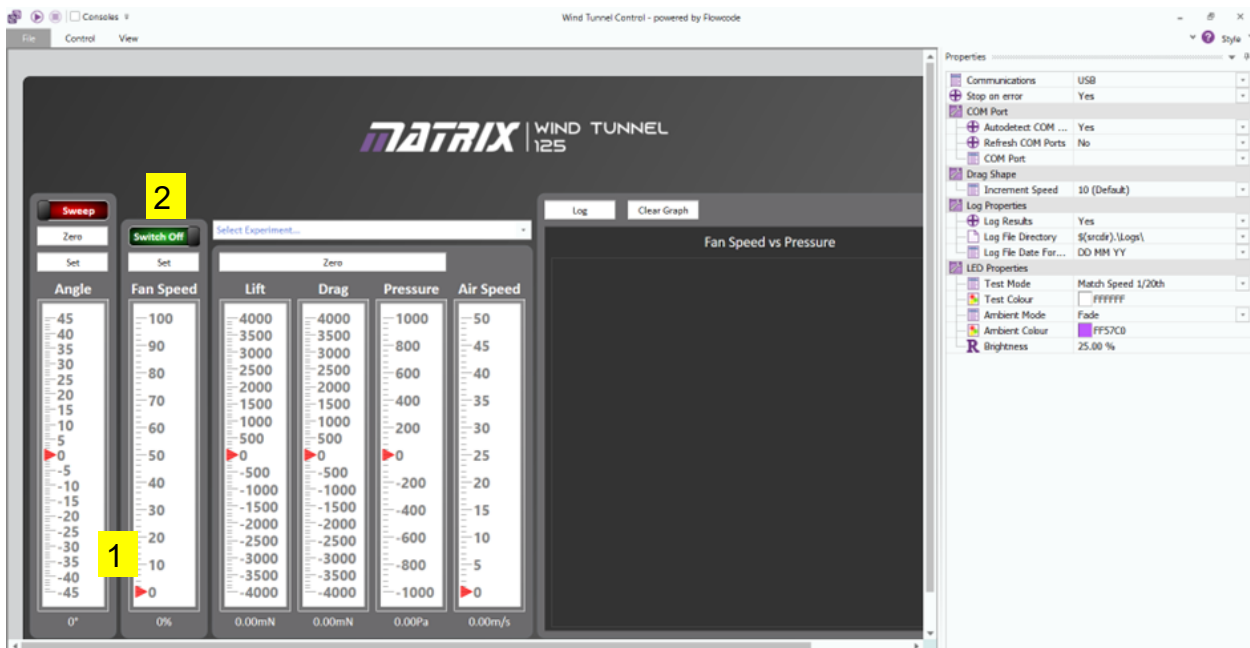 Consoles
Wind Tunnel Control - powered by Flowcode
File Control View
Style
Properties
Communications USB
Stop on error Yes
COM Port
Autodetect COM ... Yes
Refresh COM Ports No
COM Port
Drag Shape
Increment Speed 10 (Default)
Log Properties
Log Results Yes
Log File Directory $(srcdir).\Logs\
Log File Date For... DD MM YY
LED Properties
Test Mode Match Speed 1/20th
Test Colour FFFFFF
Ambient Mode Fade
Ambient Colour FF57C0
Brightness 25.00 %
MATRIX WIND TUNNEL
125
2
Sweep
Zero
Set
Angle
45
40
35
30
25
20
15
10
5
0
-5
-10
-15
-20
-25
-30
-35
-40
-45
0°
1
Switch Off
Set
Fan Speed
100
90
80
70
60
50
40
30
20
10
0
0%
Select Experiment...
Zero
Lift
4000
3500
3000
2500
2000
1500
1000
500
0
-500
-1000
-1500
-2000
-2500
-3000
-3500
-4000
0.00mN
Drag
4000
3500
3000
2500
2000
1500
1000
500
0
-500
-1000
-1500
-2000
-2500
-3000
-3500
-4000
0.00mN
Pressure
1000
800
600
400
200
0
-200
-400
-600
-800
-1000
0.00Pa
Air Speed
50
45
40
35
30
25
20
15
10
5
0
0.00m/s
Log Clear Graph
Fan Speed vs Pressure